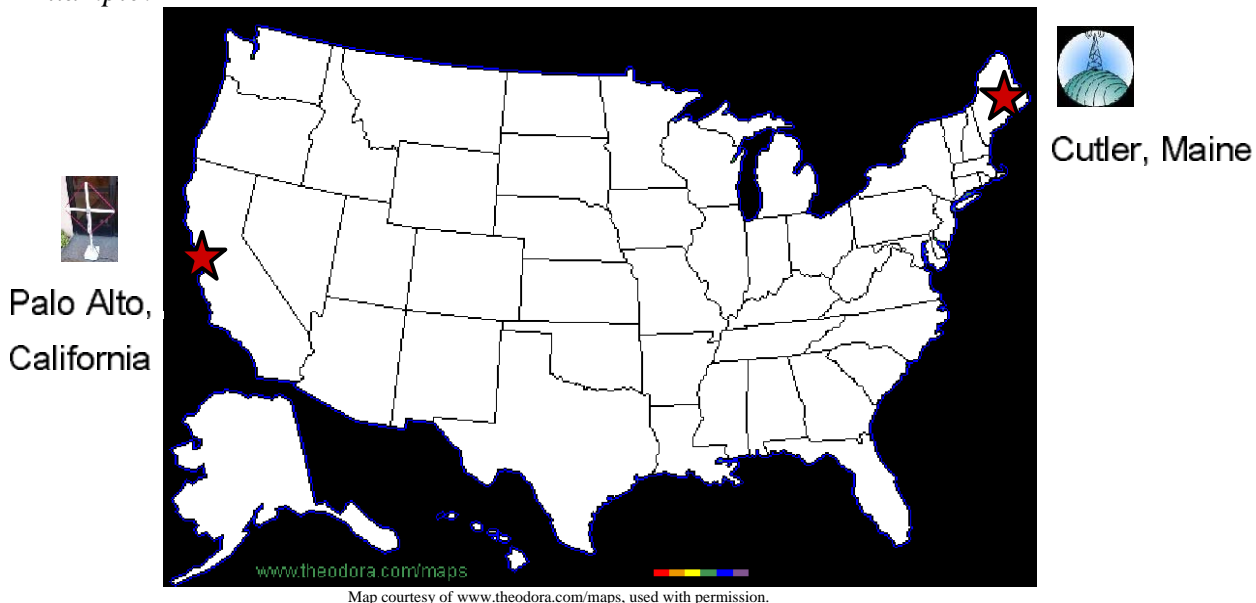 Cutler, Maine
Palo Alto,
California
www.theodora.com/maps
Map courtesy of www.theodora.com/maps, used with permission.